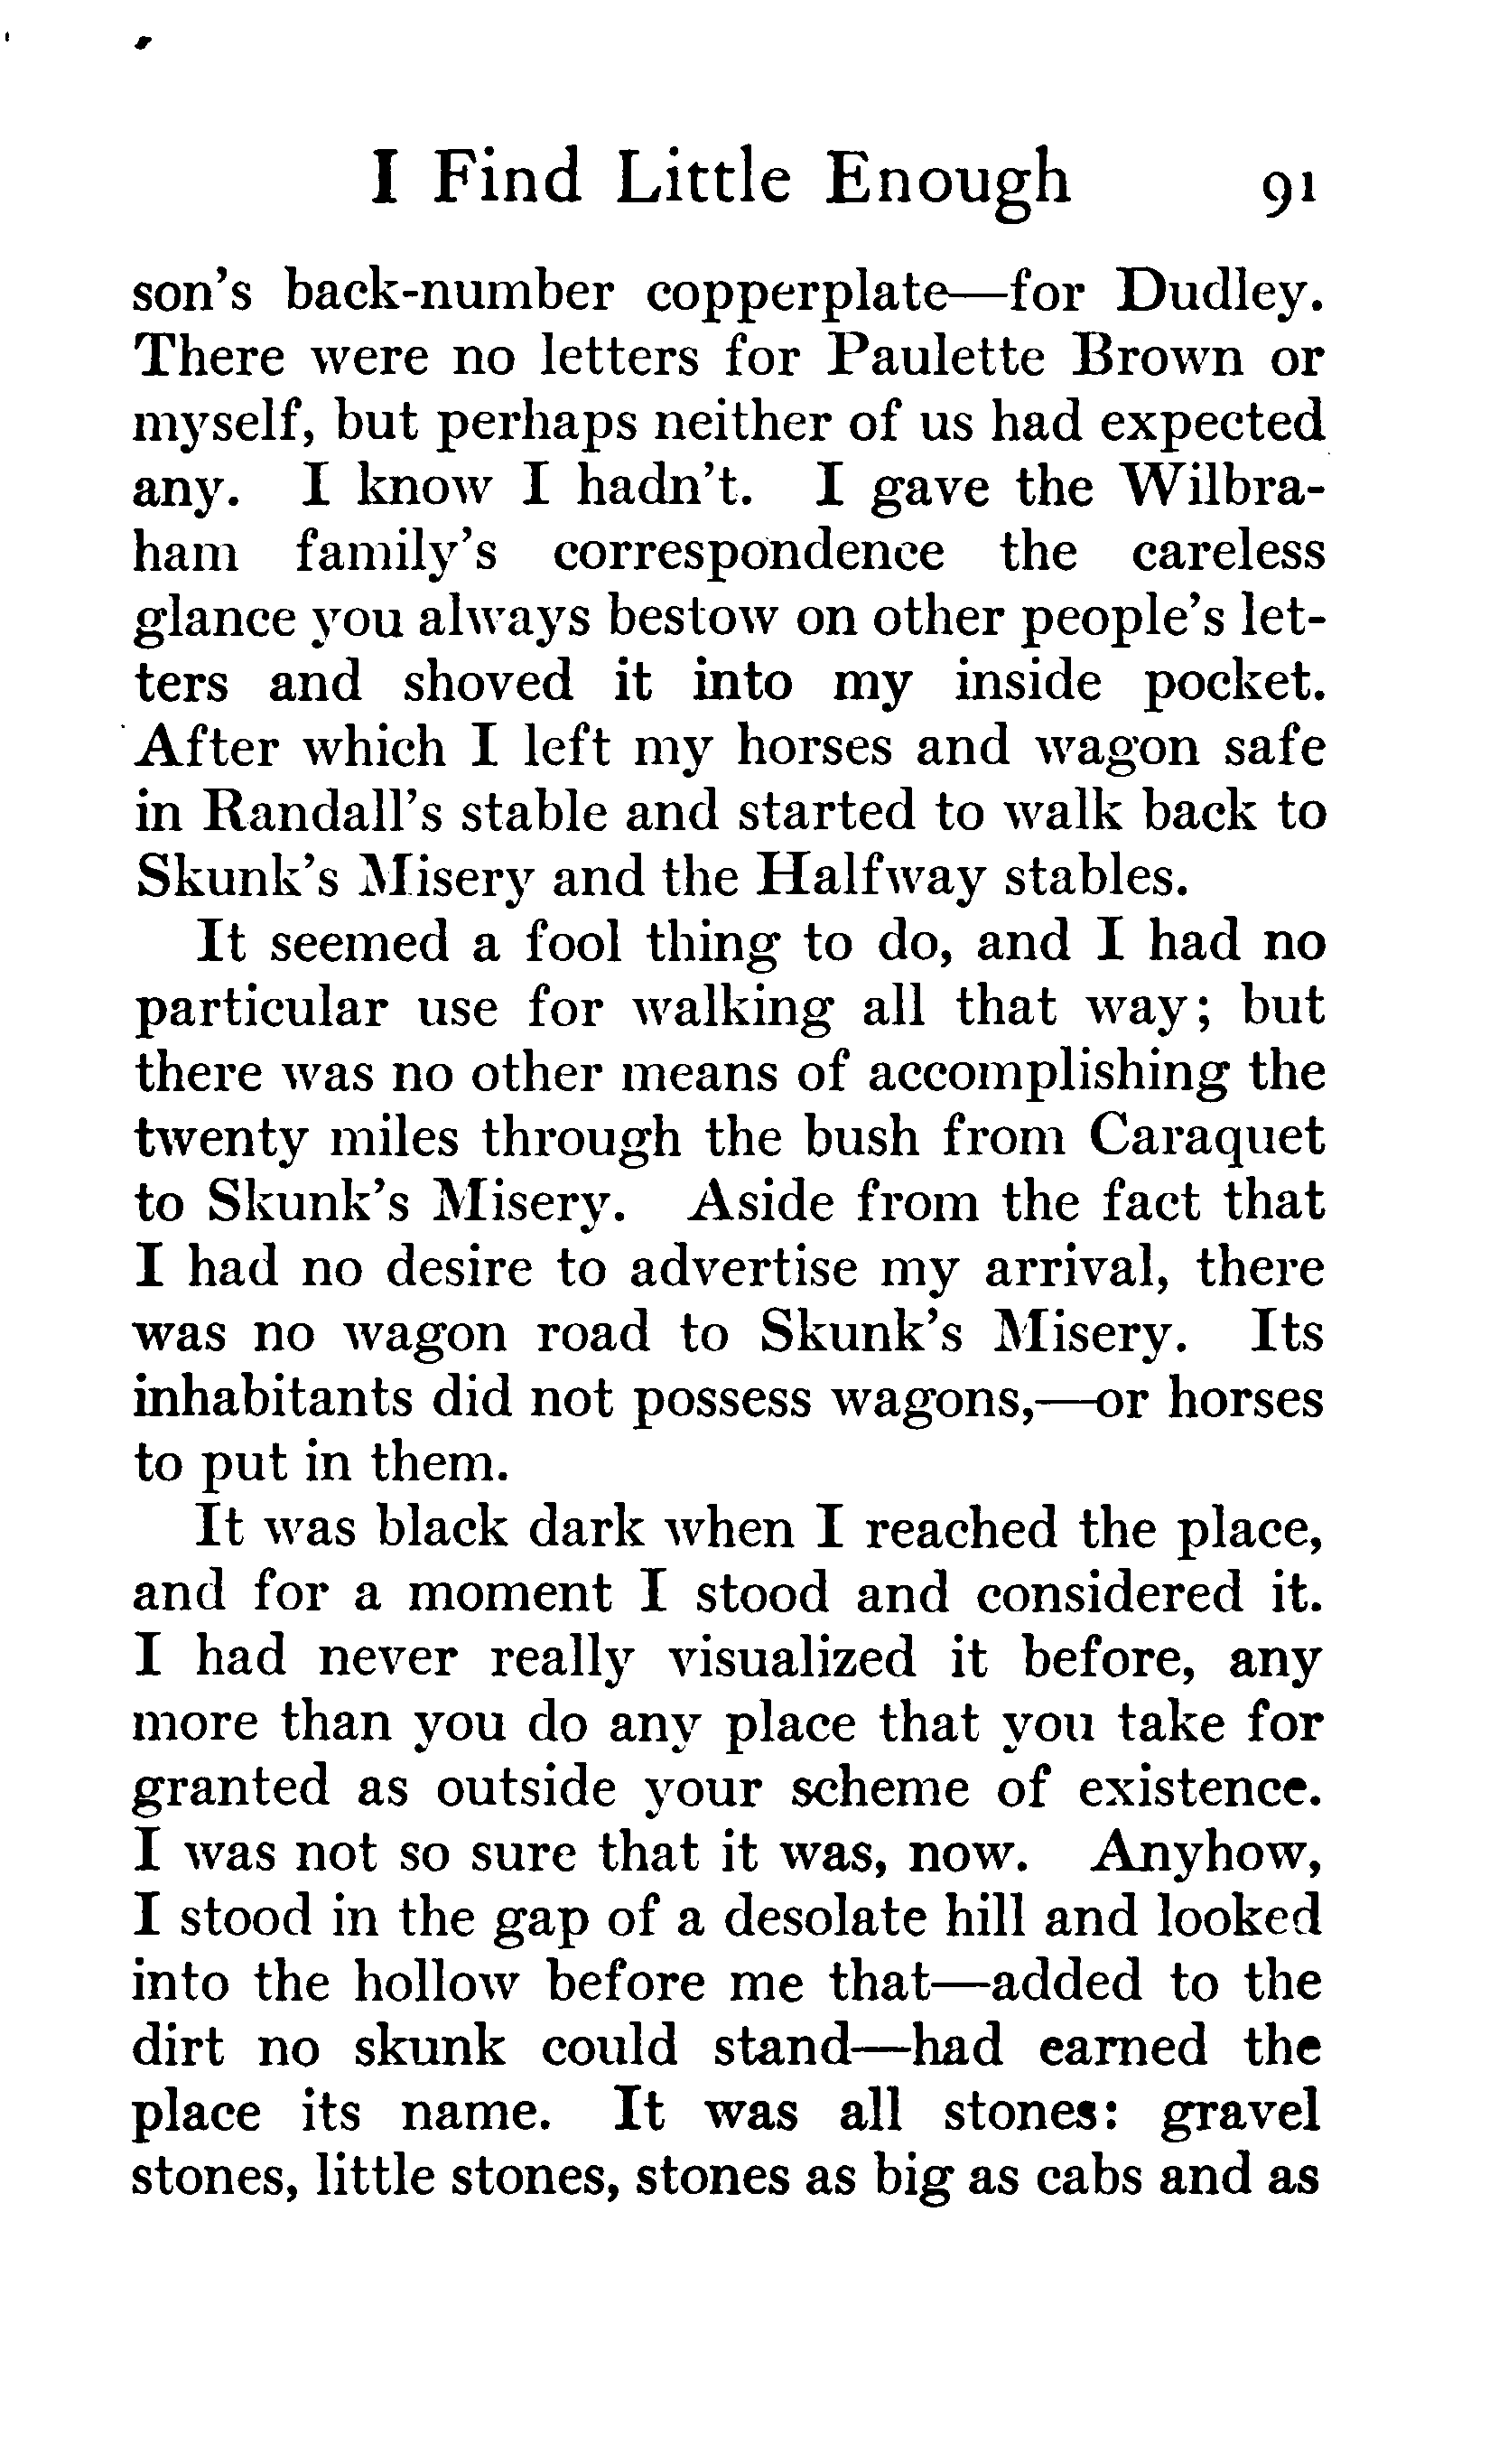 I Find Little Enough 91
son's back-number copperplate—for Dudley.
There were no letters for Paulette Brown or
myself, but perhaps neither of us had expected
any. I know I hadn't. I gave the Wilbra-
ham family's correspondence the careless
glance you always bestow on other people's let-
ters and shoved it into my inside pocket.
After which I left my horses and wagon safe
in Randall's stable and started to walk back to
Skunk's Misery and the Halfway stables.
It seemed a fool thing to do, and I had no
particular use for walking all that way; but
there was no other means of accomplishing the
twenty miles through the bush from Caraquet
to Skunk's Misery. Aside from the fact that
I had no desire to advertise my arrival, there
was no wagon road to Skunk's Misery. Its
inhabitants did not possess wagons,—or horses
to put in them.
It was black dark when I reached the place,
and for a moment I stood and considered it.
I had never really visualized it before, any
more than you do any place that you take for
granted as outside your scheme of existence.
I was not so sure that it was, now. Anyhow,
I stood in the gap of a desolate hill and looked
into the hollow before me that—added to the
dirt no skunk could stand—had earned the
place its name. It was all stones: gravel
stones, little stones, stones as big as cabs and as